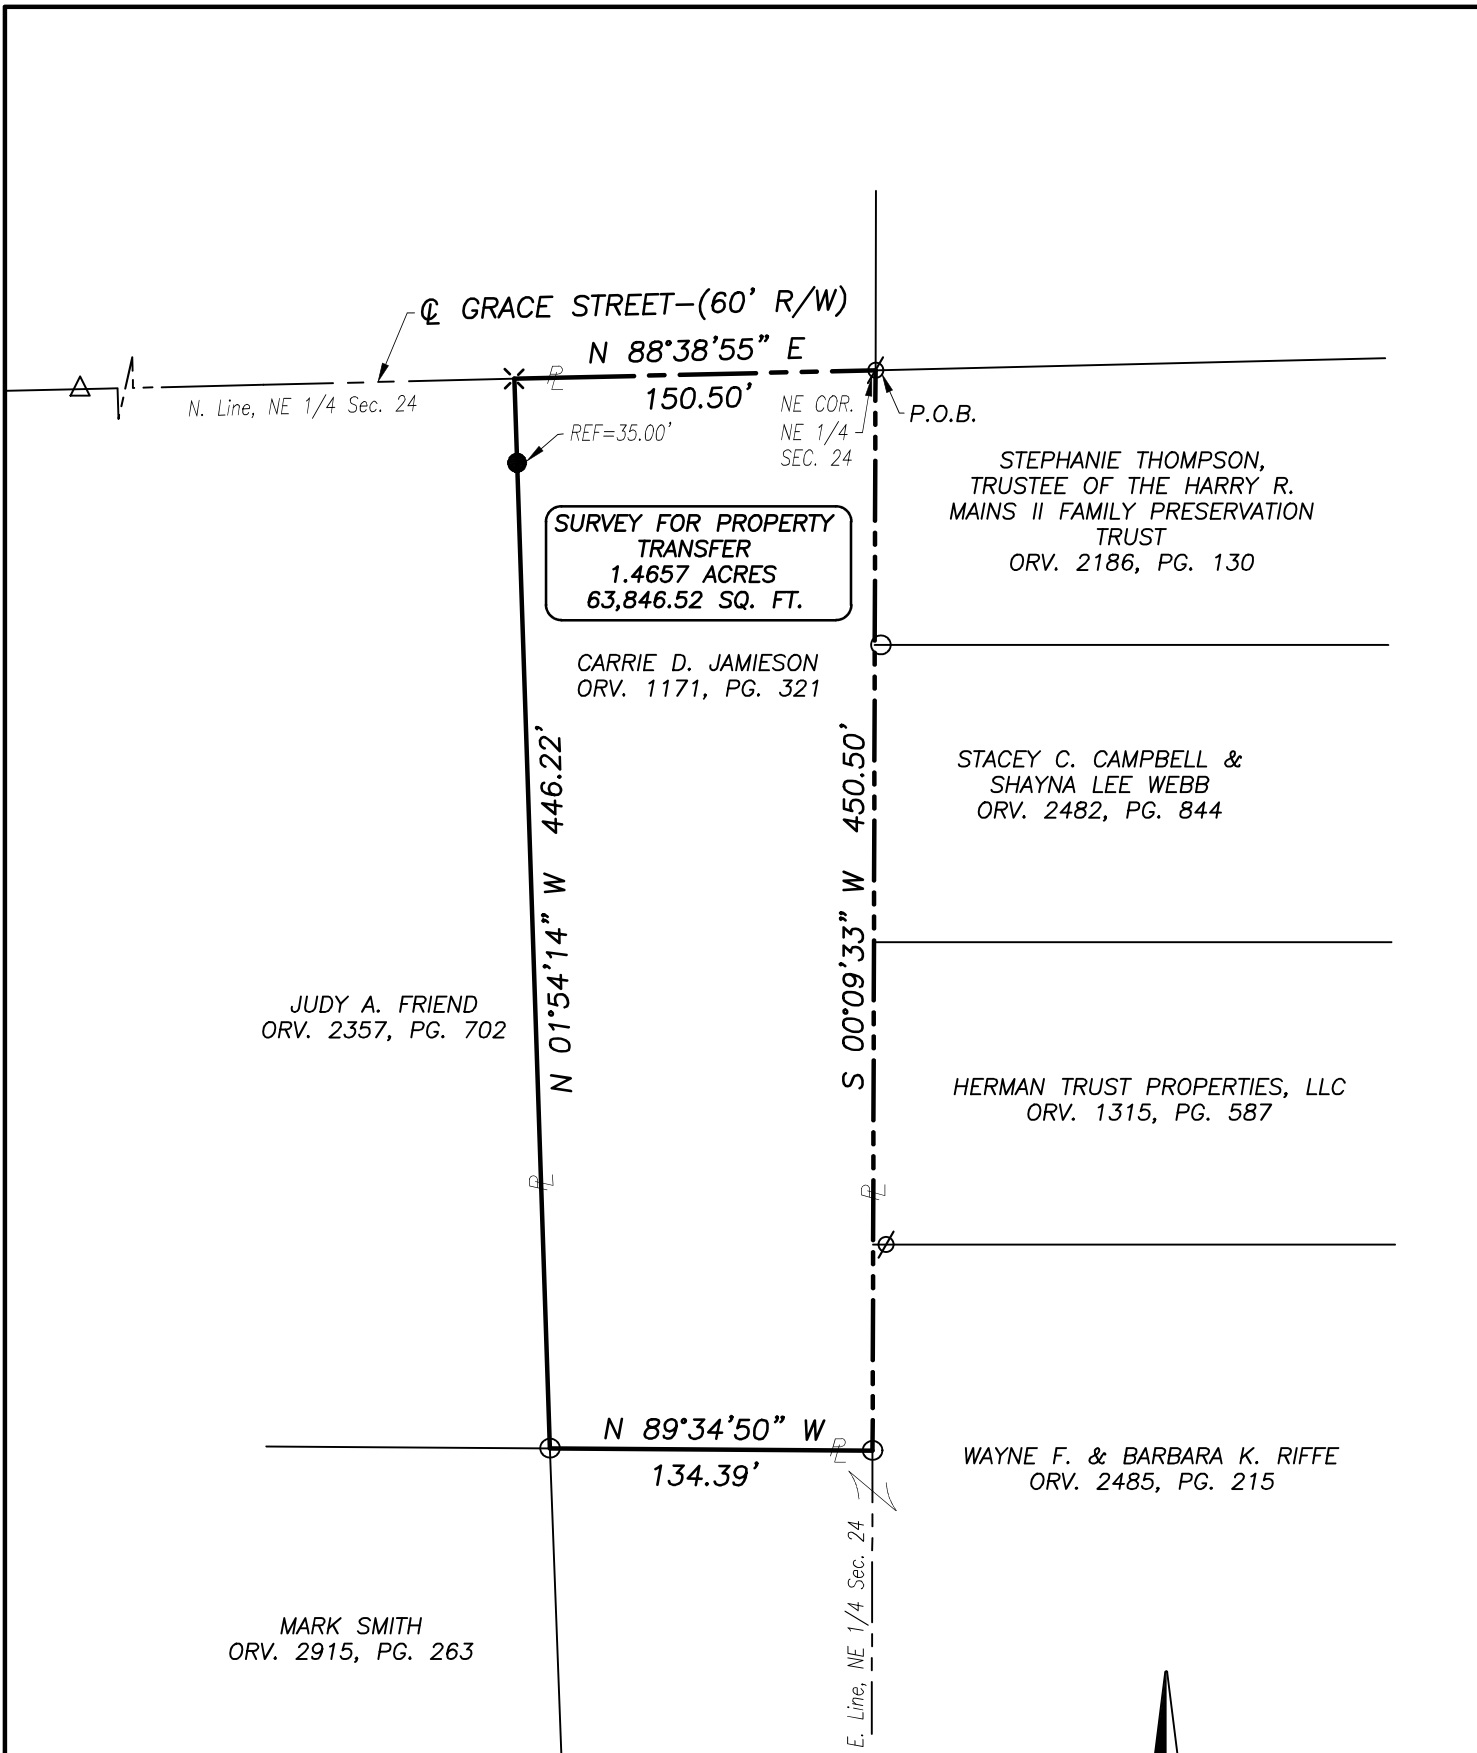 ℄ GRACE STREET-(60' R/W)
N 88°38'55" E
150.50'
N. Line, NE 1/4 Sec. 24
REF=35.00'
NE COR.
NE 1/4
SEC. 24
P.O.B.
STEPHANIE THOMPSON,
TRUSTEE OF THE HARRY R.
MAINS II FAMILY PRESERVATION
TRUST
ORV. 2186, PG. 130
SURVEY FOR PROPERTY
TRANSFER
1.4657 ACRES
63,846.52 SQ. FT.
CARRIE D. JAMIESON
ORV. 1171, PG. 321
N 01°54'14" W 446.22'
S 00°09'33" W 450.50'
STACEY C. CAMPBELL &
SHAYNA LEE WEBB
ORV. 2482, PG. 844
JUDY A. FRIEND
ORV. 2357, PG. 702
HERMAN TRUST PROPERTIES, LLC
ORV. 1315, PG. 587
PL
PL
PL
PL
N 89°34'50" W
134.39'
WAYNE F. & BARBARA K. RIFFE
ORV. 2485, PG. 215
E. Line, NE 1/4 Sec. 24
MARK SMITH
ORV. 2915, PG. 263